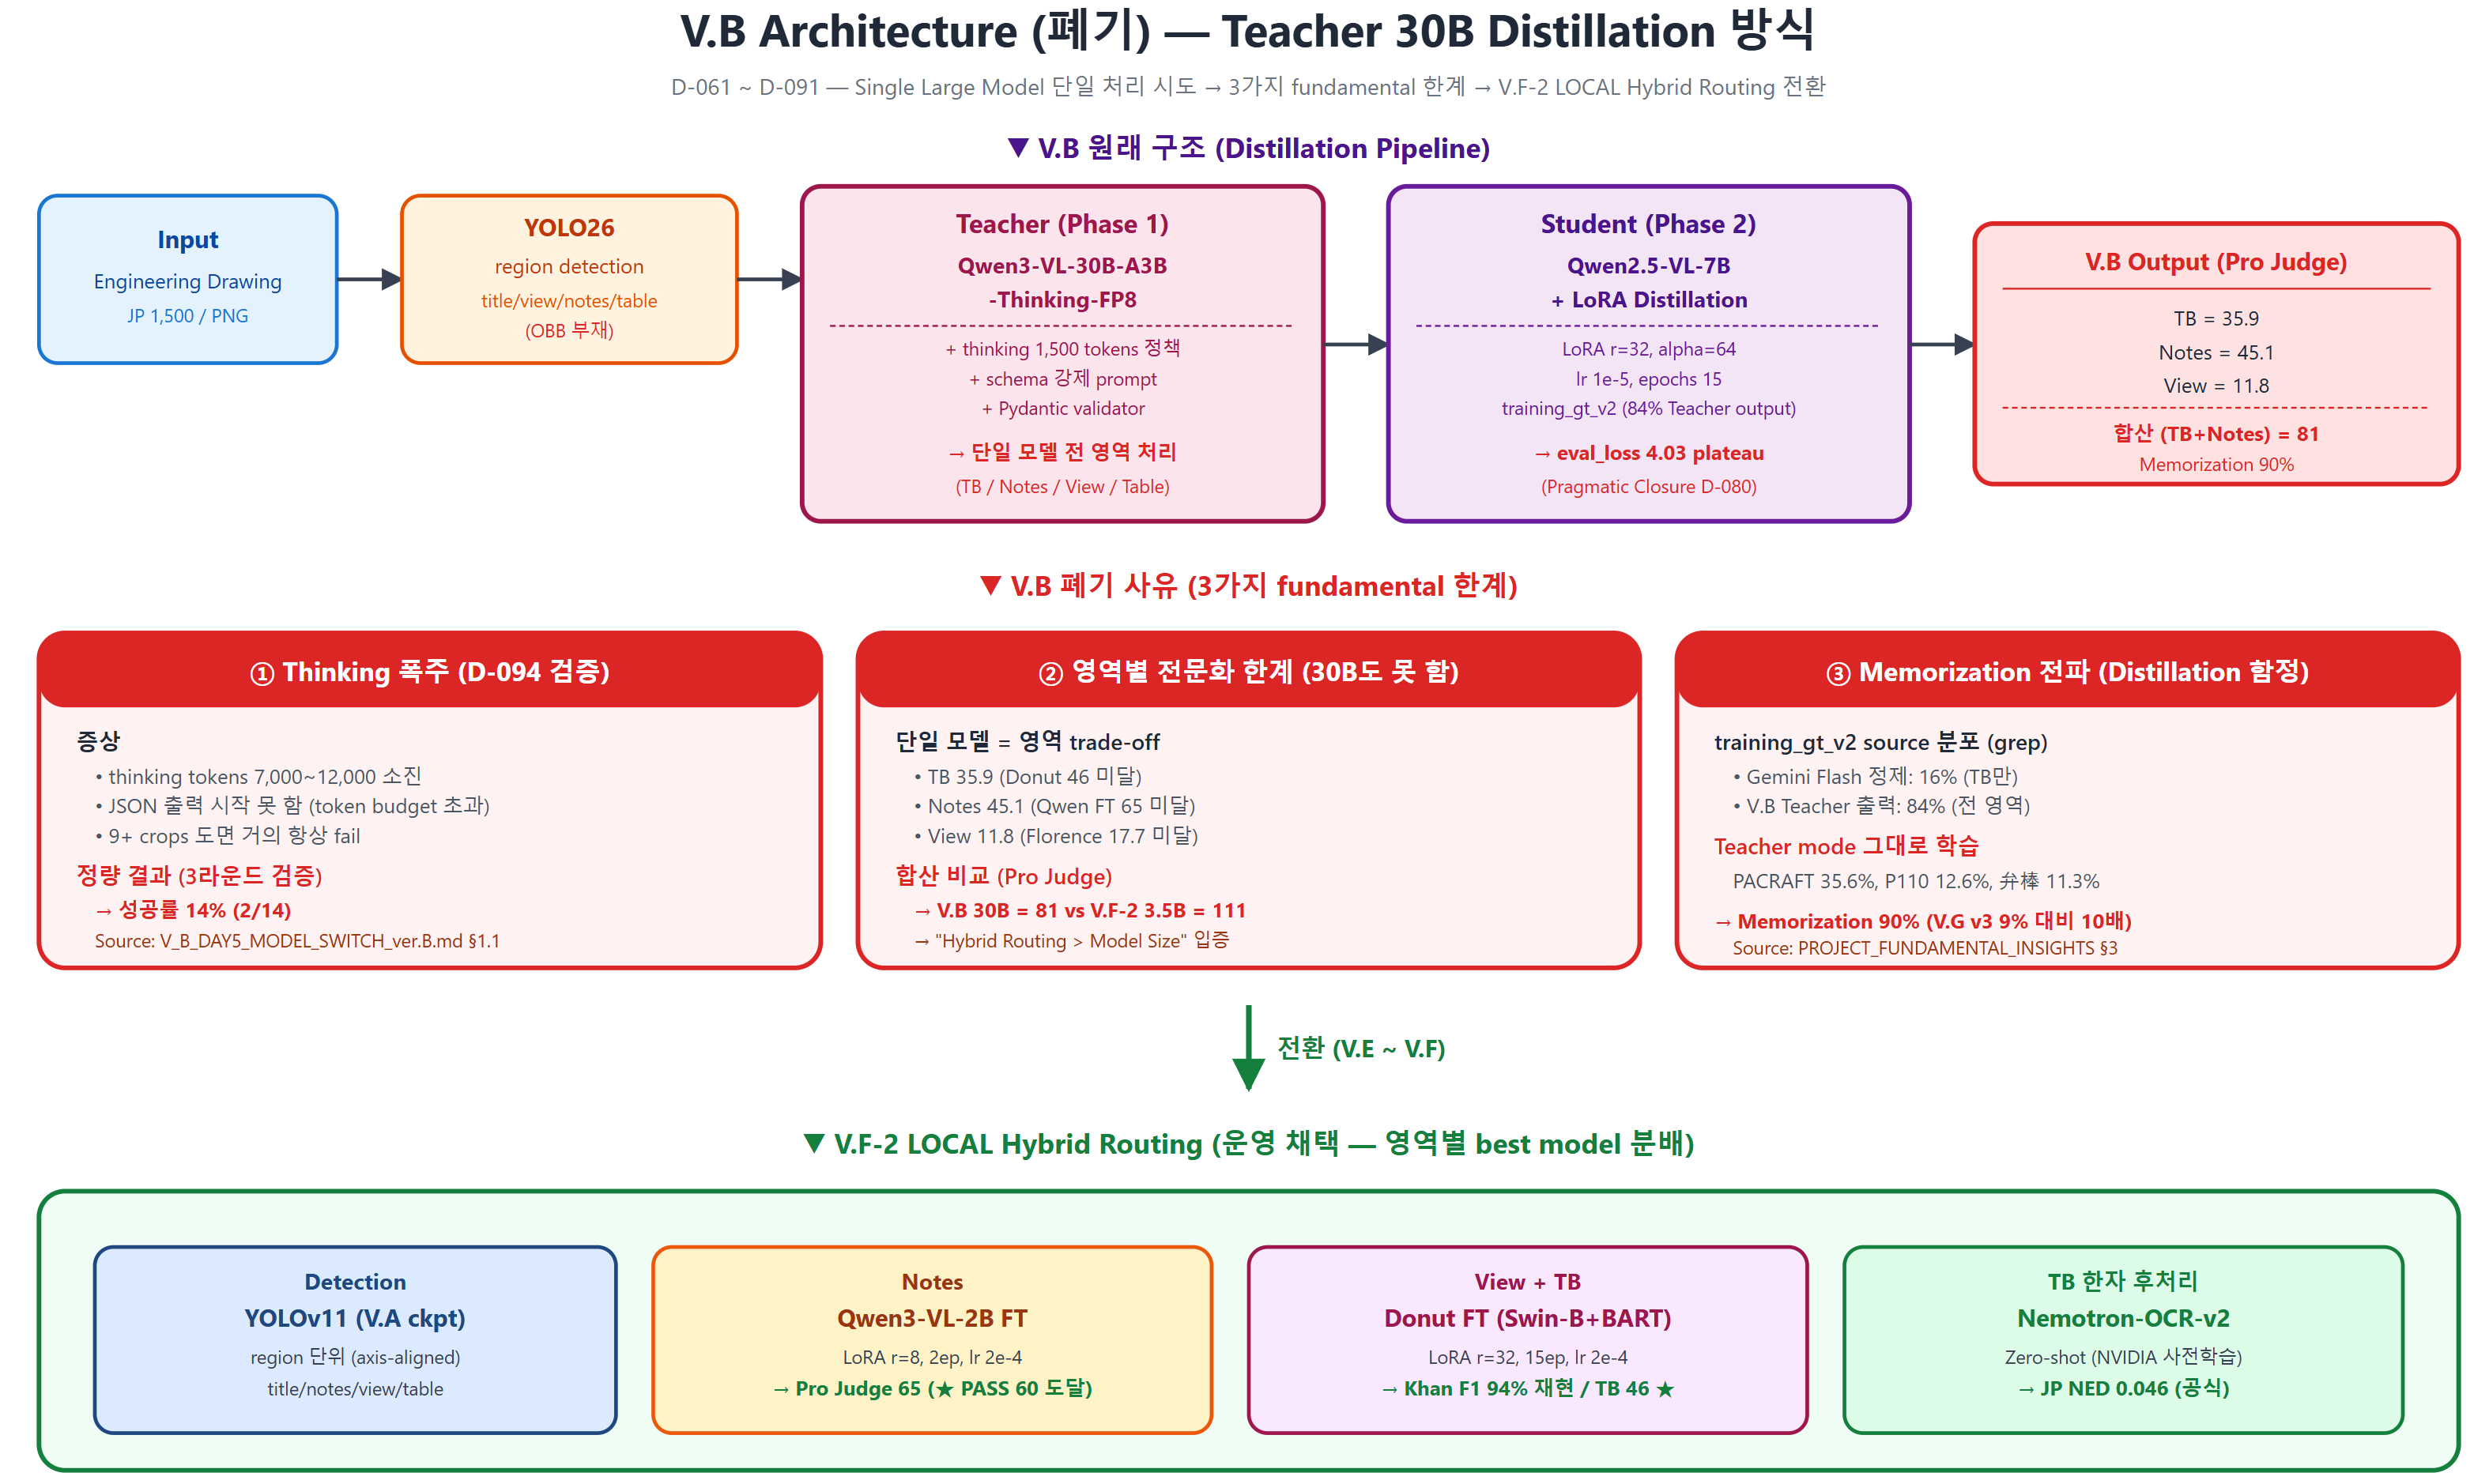 V.B Architecture (폐기) — Teacher 30B Distillation 방식
D-061 ~ D-091 — Single Large Model 단일 처리 시도 → 3가지 fundamental 한계 → V.F-2 LOCAL Hybrid Routing 전환
▼ V.B 원래 구조 (Distillation Pipeline)
Input
Engineering Drawing
JP 1,500 / PNG
YOLO26
region detection
title/view/notes/table
(OBB 부재)
Teacher (Phase 1)
Qwen3-VL-30B-A3B
-Thinking-FP8
+ thinking 1,500 tokens 정책
+ schema 강제 prompt
+ Pydantic validator
→ 단일 모델 전 영역 처리
(TB / Notes / View / Table)
Student (Phase 2)
Qwen2.5-VL-7B
+ LoRA Distillation
LoRA r=32, alpha=64
lr 1e-5, epochs 15
training_gt_v2 (84% Teacher output)
→ eval_loss 4.03 plateau
(Pragmatic Closure D-080)
V.B Output (Pro Judge)
TB = 35.9
Notes = 45.1
View = 11.8
합산 (TB+Notes) = 81
Memorization 90%
▼ V.B 폐기 사유 (3가지 fundamental 한계)
① Thinking 폭주 (D-094 검증)
증상
• thinking tokens 7,000~12,000 소진
• JSON 출력 시작 못 함 (token budget 초과)
• 9+ crops 도면 거의 항상 fail
정량 결과 (3라운드 검증)
→ 성공률 14% (2/14)
Source: V_B_DAY5_MODEL_SWITCH_ver.B.md §1.1
② 영역별 전문화 한계 (30B도 못 함)
단일 모델 = 영역 trade-off
• TB 35.9 (Donut 46 미달)
• Notes 45.1 (Qwen FT 65 미달)
• View 11.8 (Florence 17.7 미달)
합산 비교 (Pro Judge)
→ V.B 30B = 81 vs V.F-2 3.5B = 111
→ "Hybrid Routing > Model Size" 입증
③ Memorization 전파 (Distillation 함정)
training_gt_v2 source 분포 (grep)
• Gemini Flash 정제: 16% (TB만)
• V.B Teacher 출력: 84% (전 영역)
Teacher mode 그대로 학습
PACRAFT 35.6%, P110 12.6%, 弁棒 11.3%
→ Memorization 90% (V.G v3 9% 대비 10배)
Source: PROJECT_FUNDAMENTAL_INSIGHTS §3
전환 (V.E ~ V.F)
▼ V.F-2 LOCAL Hybrid Routing (운영 채택 — 영역별 best model 분배)
Detection
YOLOv11 (V.A ckpt)
region 단위 (axis-aligned)
title/notes/view/table
Notes
Qwen3-VL-2B FT
LoRA r=8, 2ep, lr 2e-4
→ Pro Judge 65 (★ PASS 60 도달)
View + TB
Donut FT (Swin-B+BART)
LoRA r=32, 15ep, lr 2e-4
→ Khan F1 94% 재현 / TB 46 ★
TB 한자 후처리
Nemotron-OCR-v2
Zero-shot (NVIDIA 사전학습)
→ JP NED 0.046 (공식)